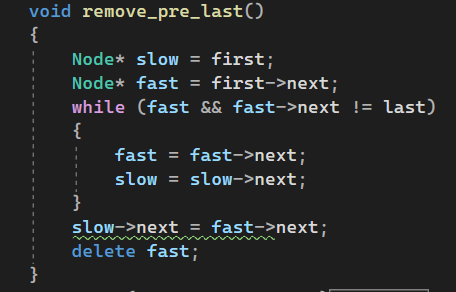 void remove_pre_last()
{
    Node* slow = first;
    Node* fast = first->next;
    while (fast && fast->next != last)
    {
        fast = fast->next;
        slow = slow->next;
    }
    slow->next = fast->next;
    delete fast;
}